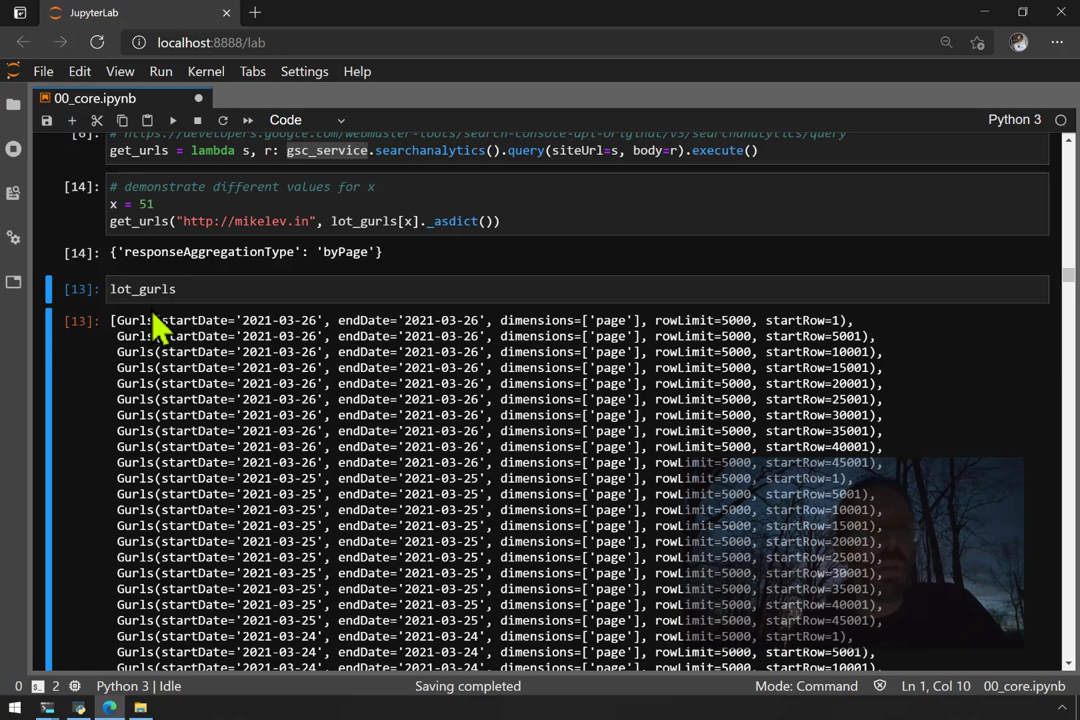 JupyterLab
localhost:8888/lab
File Edit View Run Kernel Tabs Settings Help
00_core.ipynb
Code Python 3
[6]: # https://developers.google.com/webmaster-tools/search-console-api-original/v3/searchanalytics/query
get_urls = lambda s, r: gsc_service.searchanalytics().query(siteUrl=s, body=r).execute()
[14]: # demonstrate different values for x
x = 51
get_urls("http://mikelev.in", lot_gurls[x]._asdict())
[14]: {'responseAggregationType': 'byPage'}
[13]: lot_gurls
[13]: [Gurls(startDate='2021-03-26', endDate='2021-03-26', dimensions=['page'], rowLimit=5000, startRow=1),
Gurls(startDate='2021-03-26', endDate='2021-03-26', dimensions=['page'], rowLimit=5000, startRow=5001),
Gurls(startDate='2021-03-26', endDate='2021-03-26', dimensions=['page'], rowLimit=5000, startRow=10001),
Gurls(startDate='2021-03-26', endDate='2021-03-26', dimensions=['page'], rowLimit=5000, startRow=15001),
Gurls(startDate='2021-03-26', endDate='2021-03-26', dimensions=['page'], rowLimit=5000, startRow=20001),
Gurls(startDate='2021-03-26', endDate='2021-03-26', dimensions=['page'], rowLimit=5000, startRow=25001),
Gurls(startDate='2021-03-26', endDate='2021-03-26', dimensions=['page'], rowLimit=5000, startRow=30001),
Gurls(startDate='2021-03-26', endDate='2021-03-26', dimensions=['page'], rowLimit=5000, startRow=35001),
Gurls(startDate='2021-03-26', endDate='2021-03-26', dimensions=['page'], rowLimit=5000, startRow=40001),
Gurls(startDate='2021-03-26', endDate='2021-03-26', dimensions=['page'], rowLimit=5000, startRow=45001),
Gurls(startDate='2021-03-25', endDate='2021-03-25', dimensions=['page'], rowLimit=5000, startRow=1),
Gurls(startDate='2021-03-25', endDate='2021-03-25', dimensions=['page'], rowLimit=5000, startRow=5001),
Gurls(startDate='2021-03-25', endDate='2021-03-25', dimensions=['page'], rowLimit=5000, startRow=10001),
Gurls(startDate='2021-03-25', endDate='2021-03-25', dimensions=['page'], rowLimit=5000, startRow=15001),
Gurls(startDate='2021-03-25', endDate='2021-03-25', dimensions=['page'], rowLimit=5000, startRow=20001),
Gurls(startDate='2021-03-25', endDate='2021-03-25', dimensions=['page'], rowLimit=5000, startRow=25001),
Gurls(startDate='2021-03-25', endDate='2021-03-25', dimensions=['page'], rowLimit=5000, startRow=30001),
Gurls(startDate='2021-03-25', endDate='2021-03-25', dimensions=['page'], rowLimit=5000, startRow=35001),
Gurls(startDate='2021-03-25', endDate='2021-03-25', dimensions=['page'], rowLimit=5000, startRow=40001),
Gurls(startDate='2021-03-25', endDate='2021-03-25', dimensions=['page'], rowLimit=5000, startRow=45001),
Gurls(startDate='2021-03-24', endDate='2021-03-24', dimensions=['page'], rowLimit=5000, startRow=1),
Gurls(startDate='2021-03-24', endDate='2021-03-24', dimensions=['page'], rowLimit=5000, startRow=5001),
Gurls(startDate='2021-03-24', endDate='2021-03-24', dimensions=['page'], rowLimit=5000, startRow=10001),
0 2 Python 3 | Idle Saving completed Mode: Command Ln 1, Col 10 00_core.ipynb